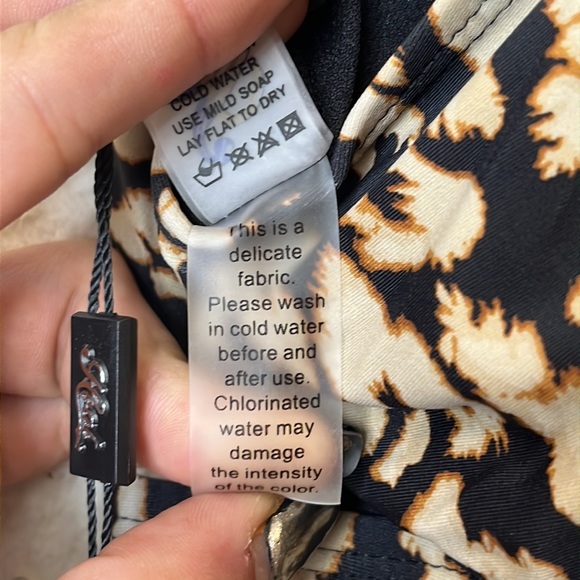 COLD WATER
USE MILD SOAP
LAY FLAT TO DRY
This is a
delicate
fabric.
Please wash
in cold water
before and
after use.
Chlorinated
water may
damage
the intensity
of the color.